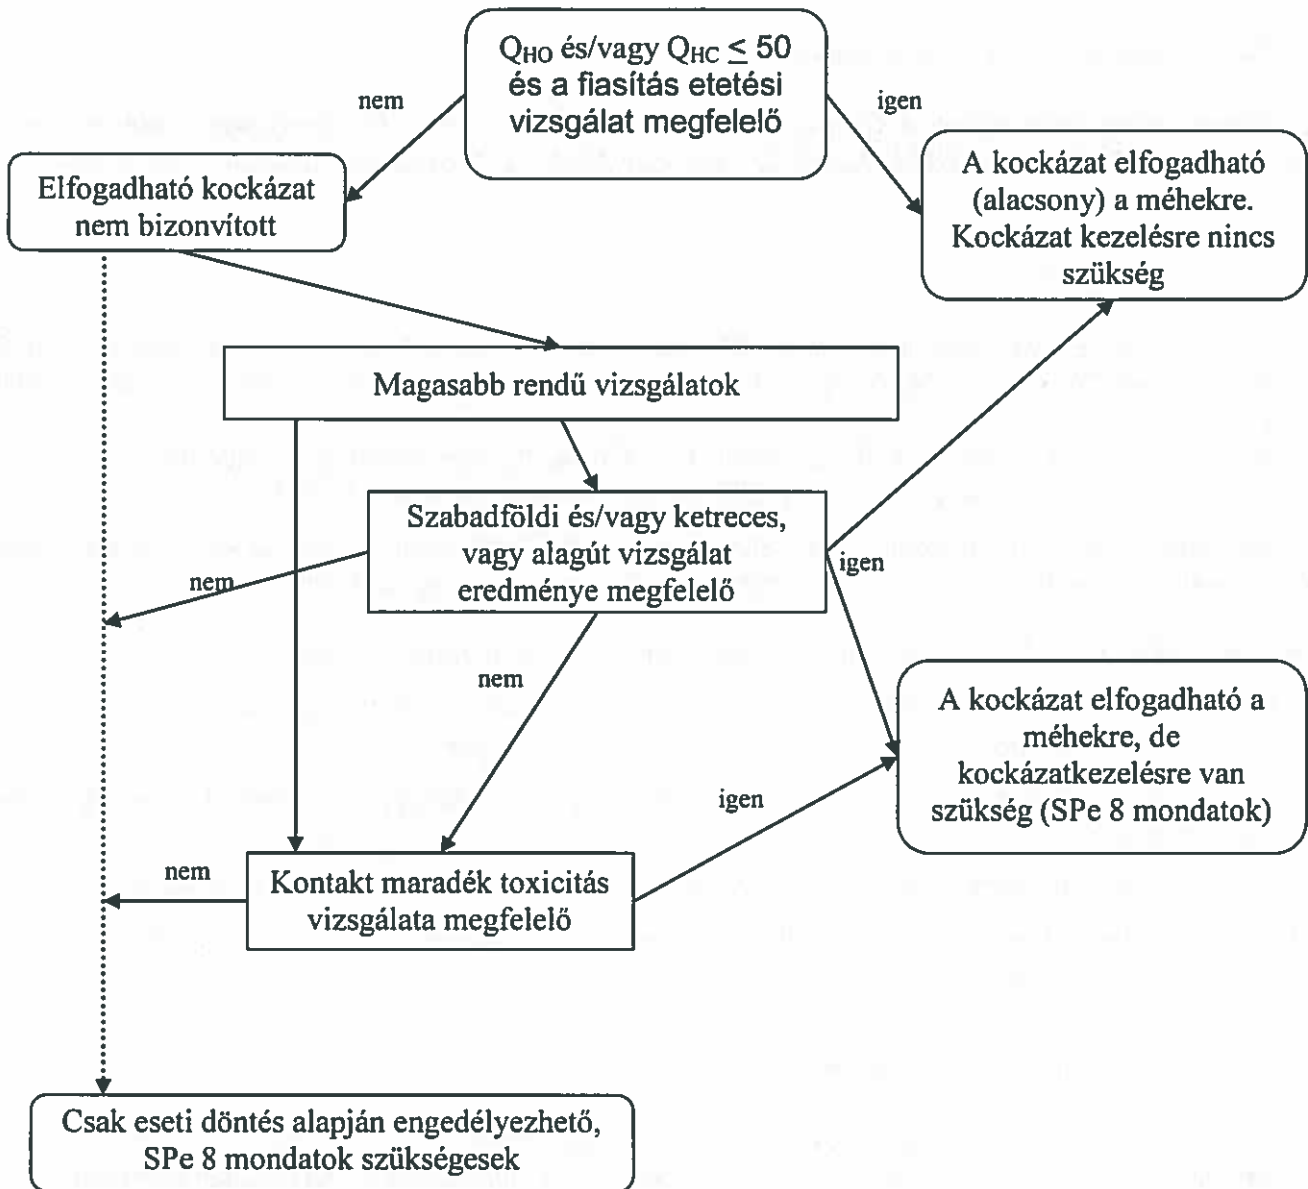 Q_HO és/vagy Q_HC ≤ 50
és a fiasítás etetési
vizsgálat megfelelő
nem
igen
Elfogadható kockázat
nem bizonvított
A kockázat elfogadható
(alacsony) a méhekre.
Kockázat kezelésre nincs
szükség
Magasabb rendű vizsgálatok
Szabadföldi és/vagy ketreces,
vagy alagút vizsgálat
eredménye megfelelő
nem
igen
nem
A kockázat elfogadható a
méhekre, de
kockázatkezelésre van
szükség (SPe 8 mondatok)
igen
nem
Kontakt maradék toxicitás
vizsgálata megfelelő
Csak eseti döntés alapján engedélyezhető,
SPe 8 mondatok szükségesek